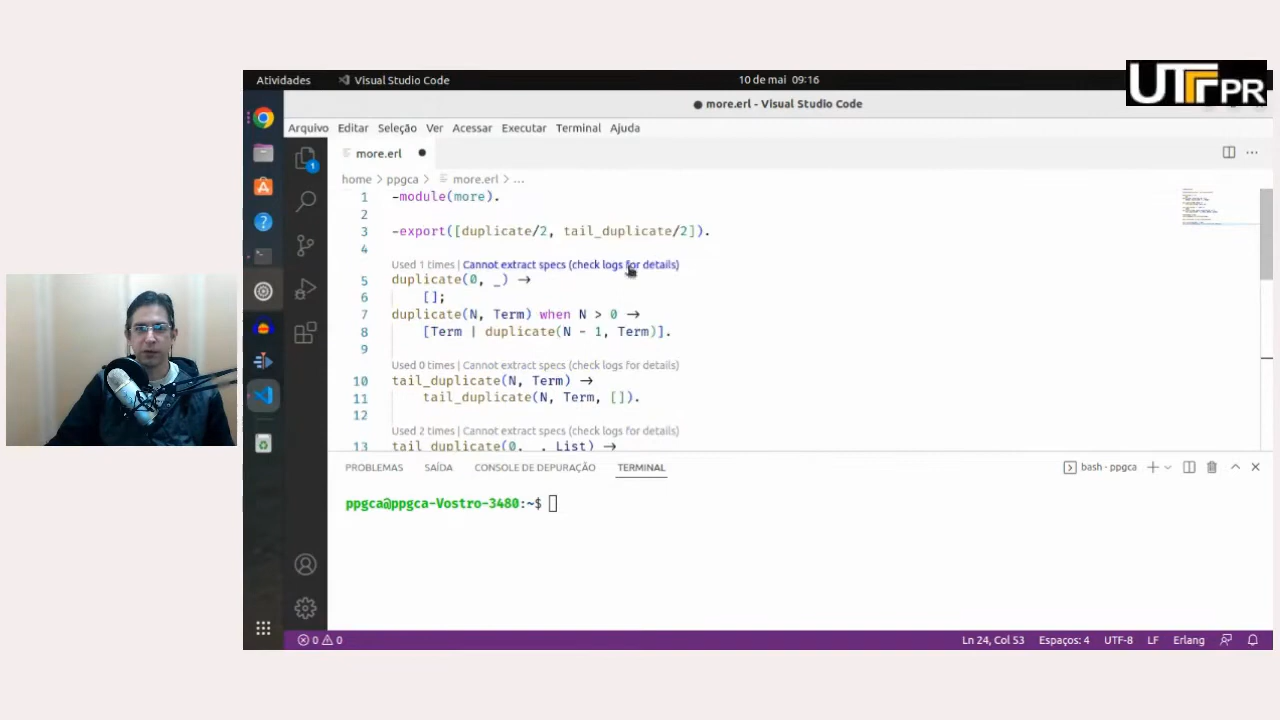 UTFPR
Atividades Visual Studio Code 10 de mai 09:16
more.erl - Visual Studio Code
Arquivo Editar Seleção Ver Acessar Executar Terminal Ajuda
more.erl
home > ppgca > more.erl > ...
1 -module(more).
2
3 -export([duplicate/2, tail_duplicate/2]).
4
Used 1 times | Cannot extract specs (check logs for details)
5 duplicate(0, _) →
6 [];
7 duplicate(N, Term) when N > 0 →
8 [Term | duplicate(N - 1, Term)].
9
Used 0 times | Cannot extract specs (check logs for details)
10 tail_duplicate(N, Term) →
11 tail_duplicate(N, Term, []).
12
Used 2 times | Cannot extract specs (check logs for details)
13 tail_duplicate(0, _, List) →
PROBLEMAS SAÍDA CONSOLE DE DEPURAÇÃO TERMINAL bash - ppgca
ppgca@ppgca-Vostro-3480:~$
0 0 Ln 24, Col 53 Espaços: 4 UTF-8 LF Erlang